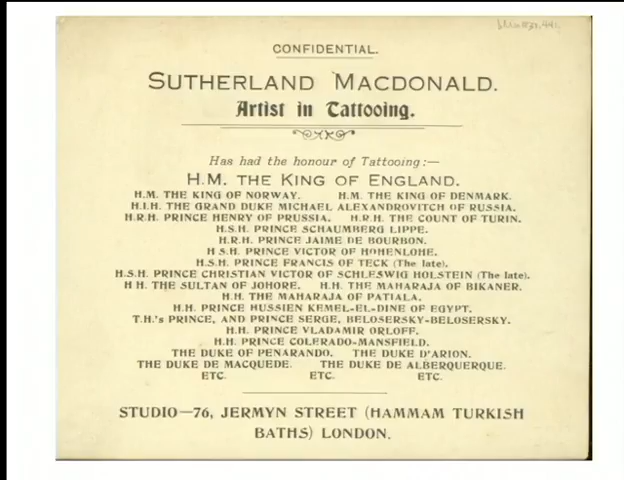 CONFIDENTIAL.
SUTHERLAND MACDONALD.
Artist in Tattooing.
Has had the honour of Tattooing:—
H.M. THE KING OF ENGLAND.
H.M. THE KING OF NORWAY. H.M. THE KING OF DENMARK.
H.I.H. THE GRAND DUKE MICHAEL ALEXANDROVITCH OF RUSSIA.
H.R.H. PRINCE HENRY OF PRUSSIA. H.R.H. THE COUNT OF TURIN.
H.S.H. PRINCE SCHAUMBERG LIPPE.
H.R.H. PRINCE JAIME DE BOURBON.
H S.H. PRINCE VICTOR OF HOHENLOHE.
H.S.H. PRINCE FRANCIS OF TECK (The late).
H.S.H. PRINCE CHRISTIAN VICTOR OF SCHLESWIG HOLSTEIN (The late).
H H. THE SULTAN OF JOHORE. H.H. THE MAHARAJA OF BIKANER.
H.H. THE MAHARAJA OF PATIALA.
H.H. PRINCE HUSSIEN KEMEL-EL-DINE OF EGYPT.
T.H.'s PRINCE, AND PRINCE SERGE, BELOSERSKY-BELOSERSKY.
H.H. PRINCE VLADAMIR ORLOFF.
H.H. PRINCE COLERADO-MANSFIELD.
THE DUKE OF PENARANDO. THE DUKE D'ARION.
THE DUKE DE MACQUEDE. THE DUKE DE ALBERQUERQUE.
ETC. ETC. ETC.
STUDIO—76, JERMYN STREET (HAMMAM TURKISH
BATHS) LONDON.